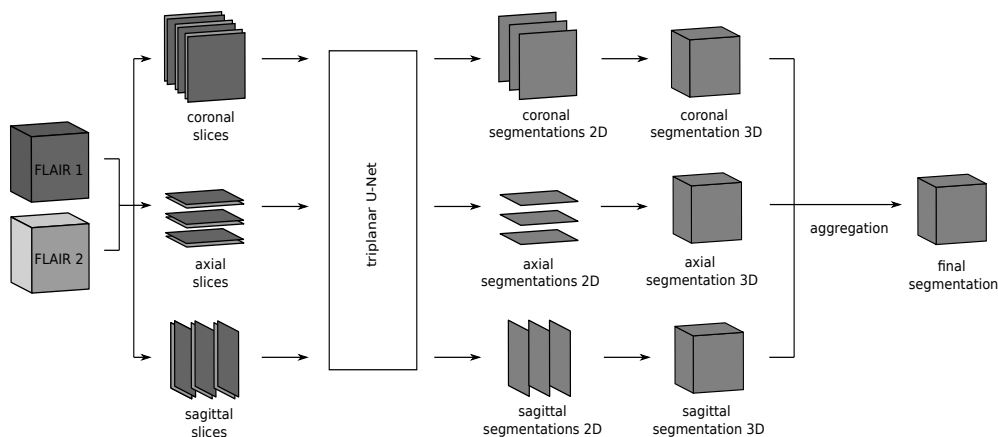 FLAIR 1
FLAIR 2
coronal
slices
axial
slices
sagittal
slices
triplanar U-Net
coronal
segmentations 2D
axial
segmentations 2D
sagittal
segmentations 2D
coronal
segmentation 3D
axial
segmentation 3D
sagittal
segmentation 3D
aggregation
final
segmentation